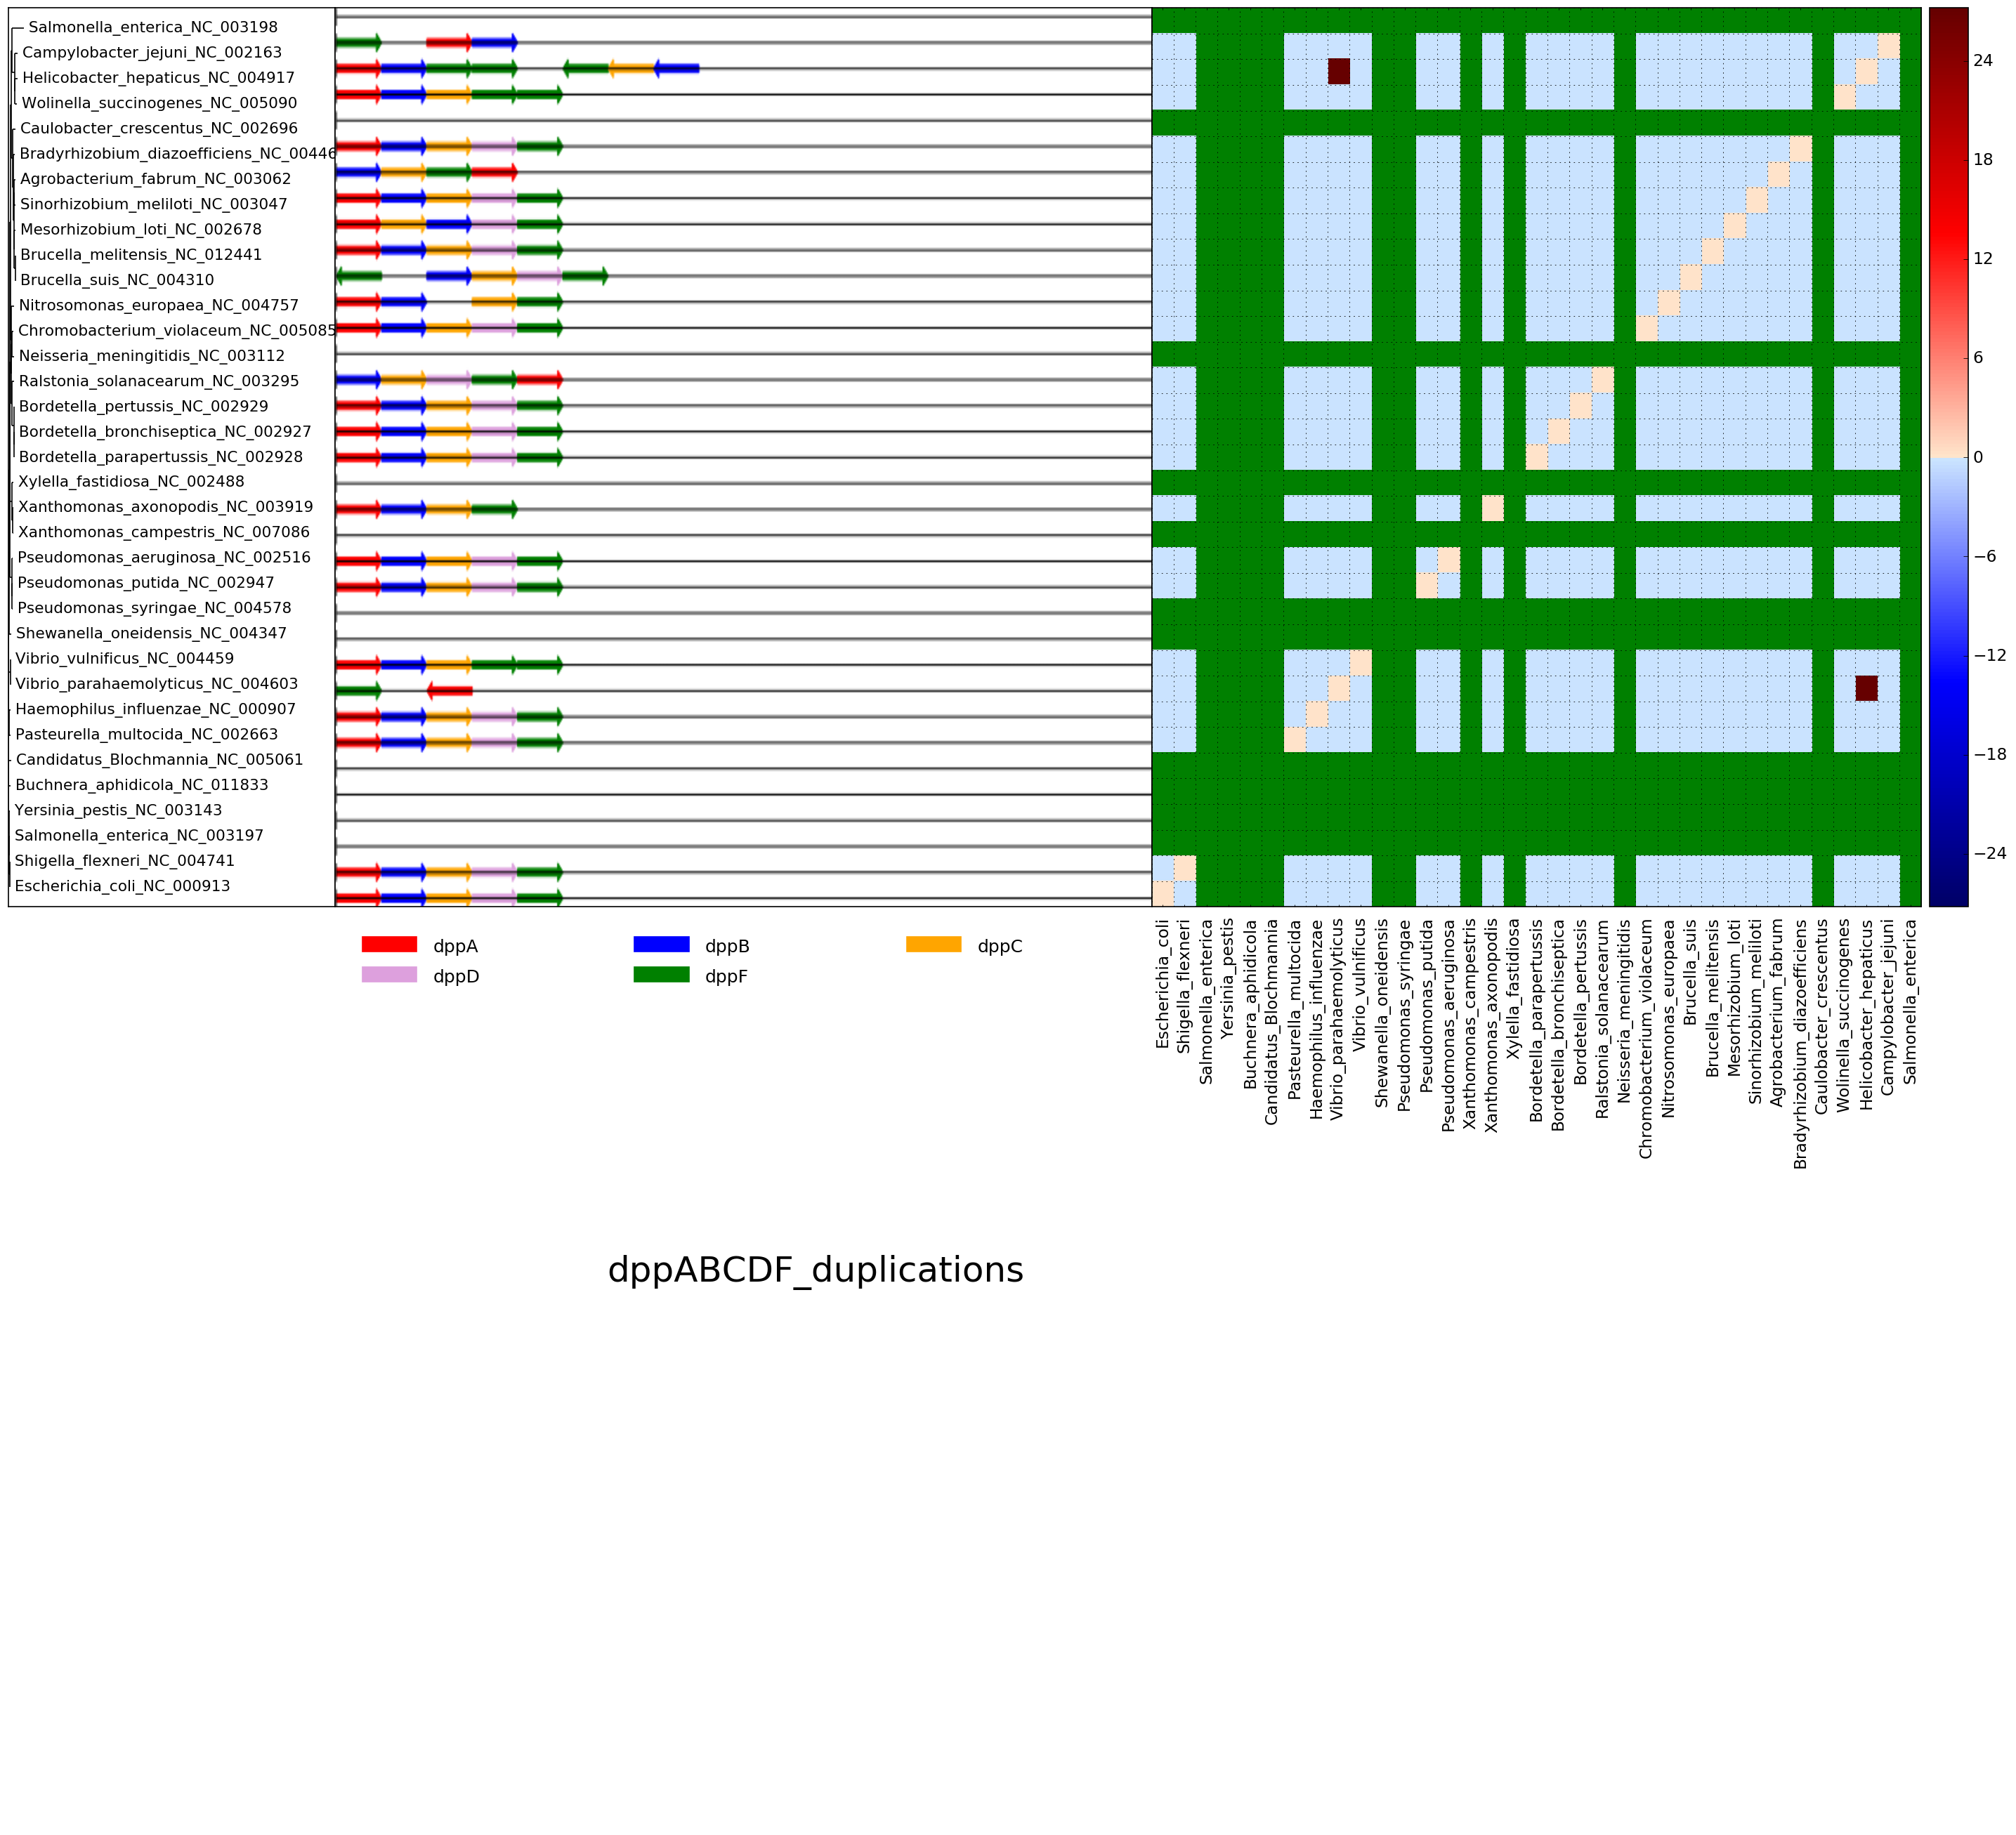 Salmonella_enterica_NC_003198
Campylobacter_jejuni_NC_002163
Helicobacter_hepaticus_NC_004917
Wolinella_succinogenes_NC_005090
Caulobacter_crescentus_NC_002696
Bradyrhizobium_diazoefficiens_NC_00446
Agrobacterium_fabrum_NC_003062
Sinorhizobium_meliloti_NC_003047
Mesorhizobium_loti_NC_002678
Brucella_melitensis_NC_012441
Brucella_suis_NC_004310
Nitrosomonas_europaea_NC_004757
Chromobacterium_violaceum_NC_005085
Neisseria_meningitidis_NC_003112
Ralstonia_solanacearum_NC_003295
Bordetella_pertussis_NC_002929
Bordetella_bronchiseptica_NC_002927
Bordetella_parapertussis_NC_002928
Xylella_fastidiosa_NC_002488
Xanthomonas_axonopodis_NC_003919
Xanthomonas_campestris_NC_007086
Pseudomonas_aeruginosa_NC_002516
Pseudomonas_putida_NC_002947
Pseudomonas_syringae_NC_004578
Shewanella_oneidensis_NC_004347
Vibrio_vulnificus_NC_004459
Vibrio_parahaemolyticus_NC_004603
Haemophilus_influenzae_NC_000907
Pasteurella_multocida_NC_002663
Candidatus_Blochmannia_NC_005061
Buchnera_aphidicola_NC_011833
Yersinia_pestis_NC_003143
Salmonella_enterica_NC_003197
Shigella_flexneri_NC_004741
Escherichia_coli_NC_000913
24
18
12
6
0
−6
−12
−18
−24
Escherichia_coli
Shigella_flexneri
Salmonella_enterica
Yersinia_pestis
Buchnera_aphidicola
Candidatus_Blochmannia
Pasteurella_multocida
Haemophilus_influenzae
Vibrio_parahaemolyticus
Vibrio_vulnificus
Shewanella_oneidensis
Pseudomonas_syringae
Pseudomonas_putida
Pseudomonas_aeruginosa
Xanthomonas_campestris
Xanthomonas_axonopodis
Xylella_fastidiosa
Bordetella_parapertussis
Bordetella_bronchiseptica
Bordetella_pertussis
Ralstonia_solanacearum
Neisseria_meningitidis
Chromobacterium_violaceum
Nitrosomonas_europaea
Brucella_suis
Brucella_melitensis
Mesorhizobium_loti
Sinorhizobium_meliloti
Agrobacterium_fabrum
Bradyrhizobium_diazoefficiens
Caulobacter_crescentus
Wolinella_succinogenes
Helicobacter_hepaticus
Campylobacter_jejuni
Salmonella_enterica
dppA dppB dppC
dppD dppF
dppABCDF_duplications